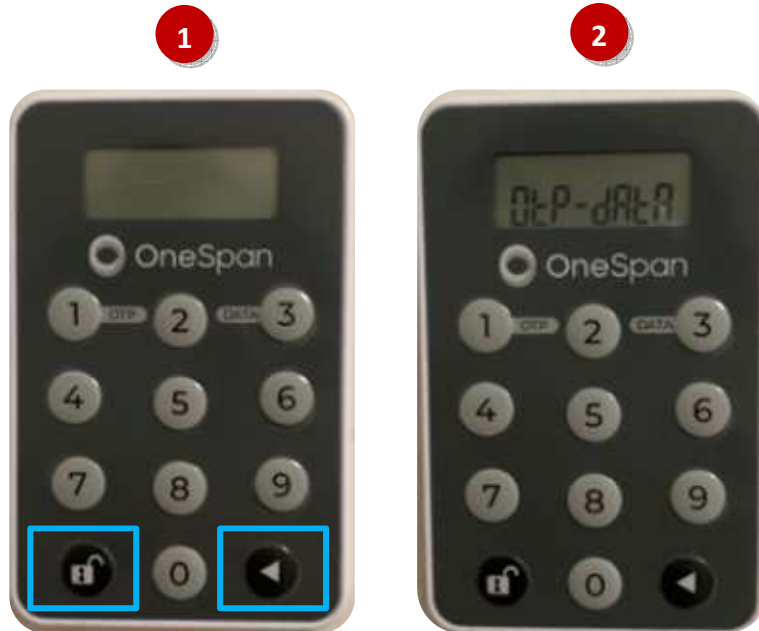 1
2
OtP-dAtA
OneSpan
OneSpan
1 OTP 2 DATA 3
1 OTP 2 DATA 3
4 5 6
4 5 6
7 8 9
7 8 9
0
0